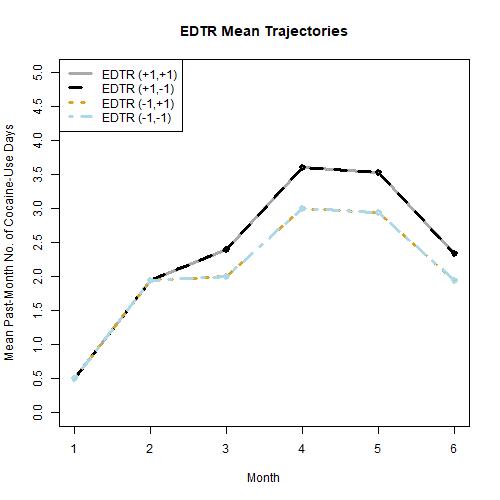 EDTR Mean Trajectories
EDTR (+1,+1)
EDTR (+1,-1)
EDTR (-1,+1)
EDTR (-1,-1)
Mean Past-Month No. of Cocaine-Use Days
5.0
4.5
4.0
3.5
3.0
2.5
2.0
1.5
1.0
0.5
0.0
1 2 3 4 5 6
Month